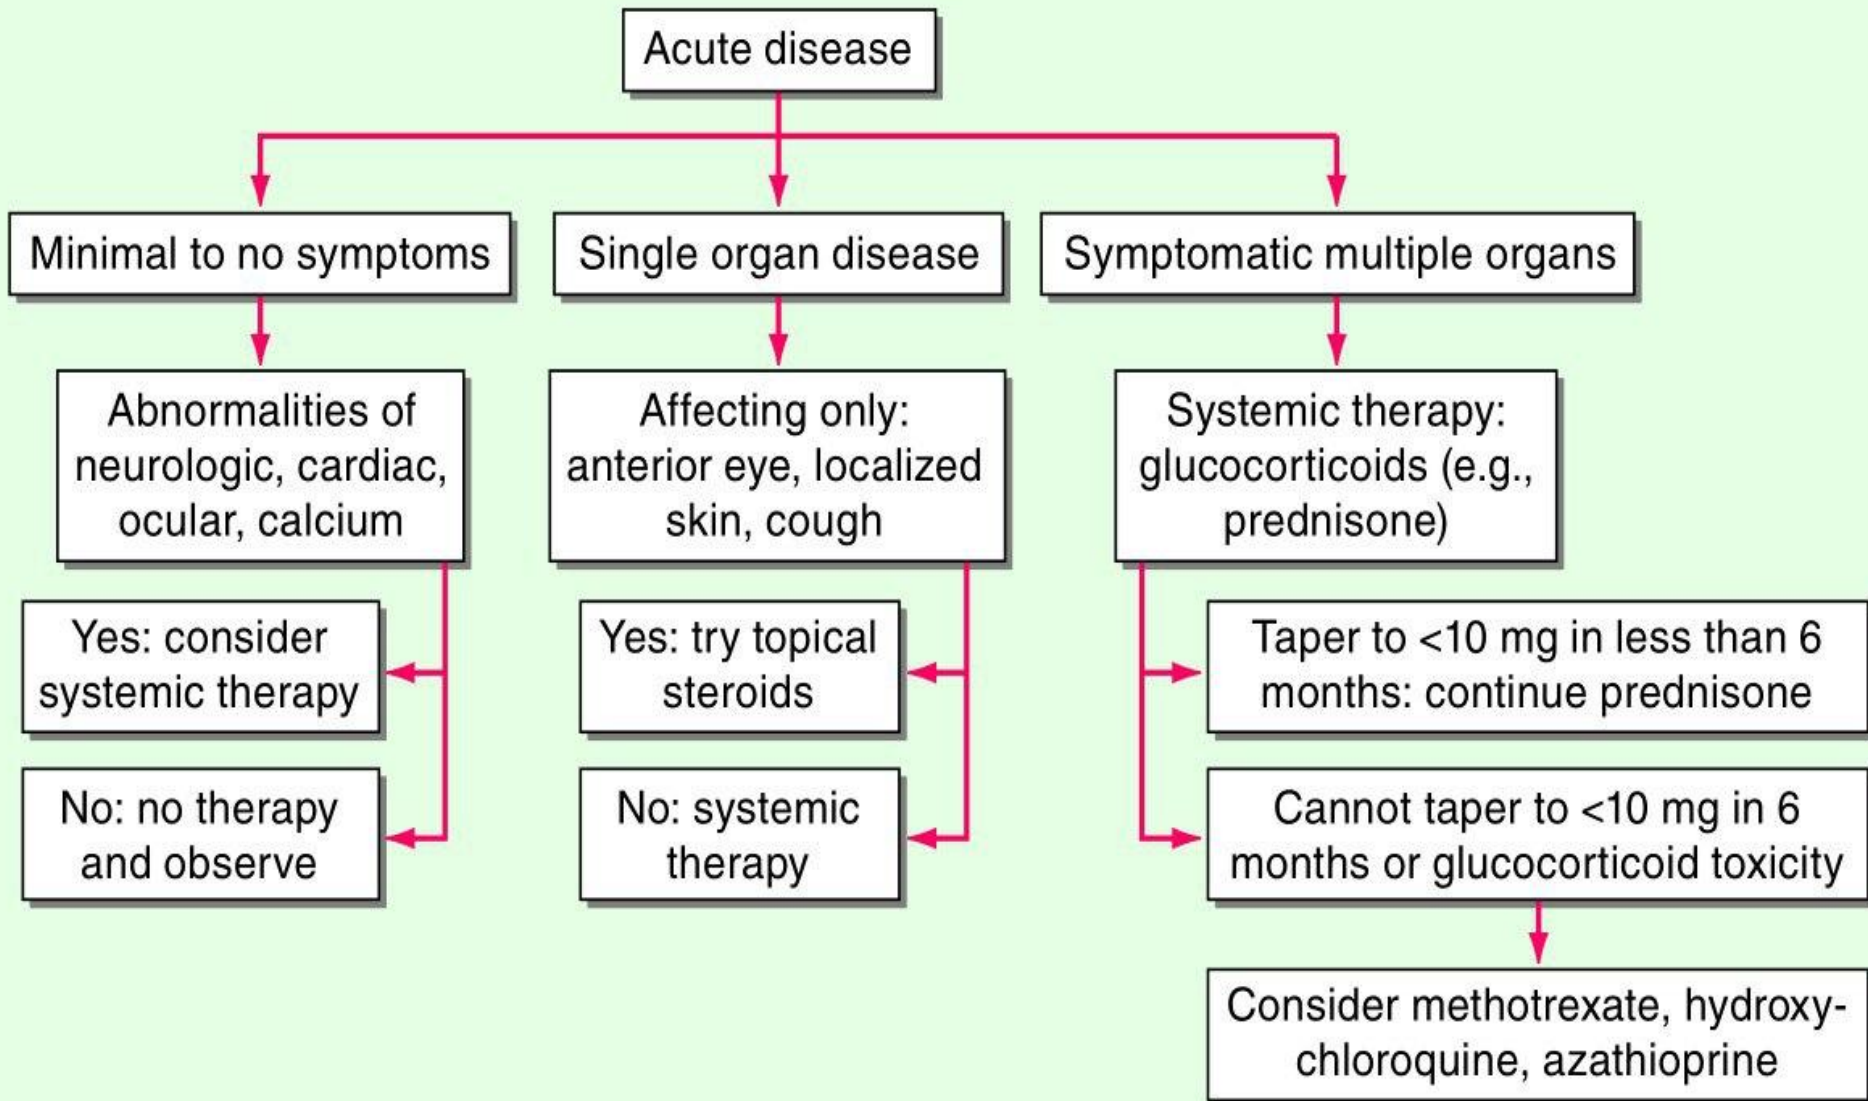 Acute disease
Minimal to no symptoms
Single organ disease
Symptomatic multiple organs
Abnormalities of
neurologic, cardiac,
ocular, calcium
Affecting only:
anterior eye, localized
skin, cough
Systemic therapy:
glucocorticoids (e.g.,
prednisone)
Yes: consider
systemic therapy
Yes: try topical
steroids
Taper to <10 mg in less than 6
months: continue prednisone
No: no therapy
and observe
No: systemic
therapy
Cannot taper to <10 mg in 6
months or glucocorticoid toxicity
Consider methotrexate, hydroxy-
chloroquine, azathioprine